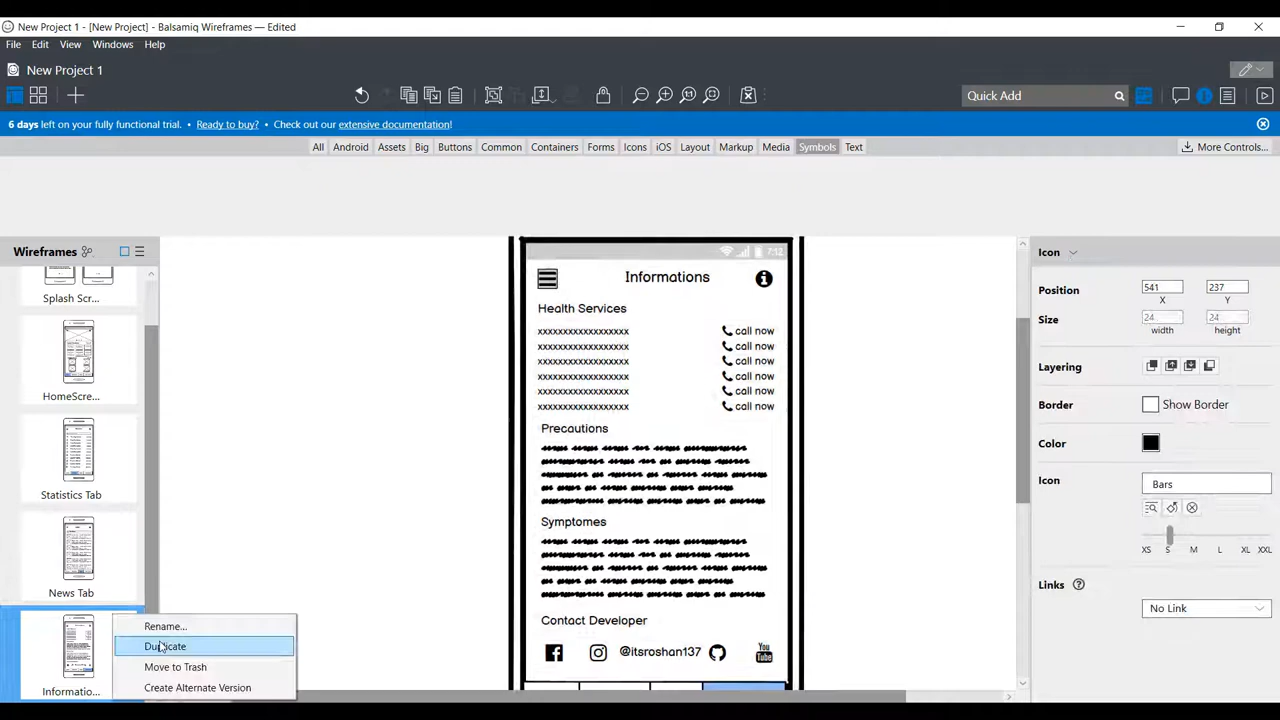 New Project 1 - [New Project] - Balsamiq Wireframes — Edited
File Edit View Windows Help
New Project 1
Quick Add
6 days left on your fully functional trial. • Ready to buy? • Check out our extensive documentation!
All Android Assets Big Buttons Common Containers Forms Icons iOS Layout Markup Media Symbols Text More Controls...
Wireframes
Splash Scr...
HomeScre...
Statistics Tab
News Tab
Informatio...
Rename...
Duplicate
Move to Trash
Create Alternate Version
7:12
Informations
Health Services
xxxxxxxxxxxxxxxxxx call now
xxxxxxxxxxxxxxxxxx call now
xxxxxxxxxxxxxxxxxx call now
xxxxxxxxxxxxxxxxxx call now
xxxxxxxxxxxxxxxxxx call now
xxxxxxxxxxxxxxxxxx call now
Precautions
Symptomes
Contact Developer
@itsroshan137
You Tube
Icon
Position 541 237
X Y
Size 24 24
width height
Layering
Border Show Border
Color
Icon Bars
XS S M L XL XXL
Links
No Link